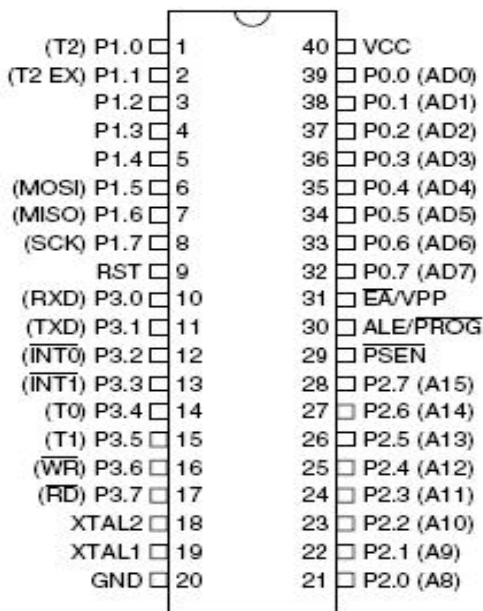 (T2) P1.0 1 40 VCC
(T2 EX) P1.1 2 39 P0.0 (AD0)
P1.2 3 38 P0.1 (AD1)
P1.3 4 37 P0.2 (AD2)
P1.4 5 36 P0.3 (AD3)
(MOSI) P1.5 6 35 P0.4 (AD4)
(MISO) P1.6 7 34 P0.5 (AD5)
(SCK) P1.7 8 33 P0.6 (AD6)
RST 9 32 P0.7 (AD7)
(RXD) P3.0 10 31 E̅A̅/VPP
(TXD) P3.1 11 30 ALE/P̅R̅O̅G̅
(I̅N̅T̅0̅) P3.2 12 29 P̅S̅E̅N̅
(I̅N̅T̅1̅) P3.3 13 28 P2.7 (A15)
(T0) P3.4 14 27 P2.6 (A14)
(T1) P3.5 15 26 P2.5 (A13)
(W̅R̅) P3.6 16 25 P2.4 (A12)
(R̅D̅) P3.7 17 24 P2.3 (A11)
XTAL2 18 23 P2.2 (A10)
XTAL1 19 22 P2.1 (A9)
GND 20 21 P2.0 (A8)